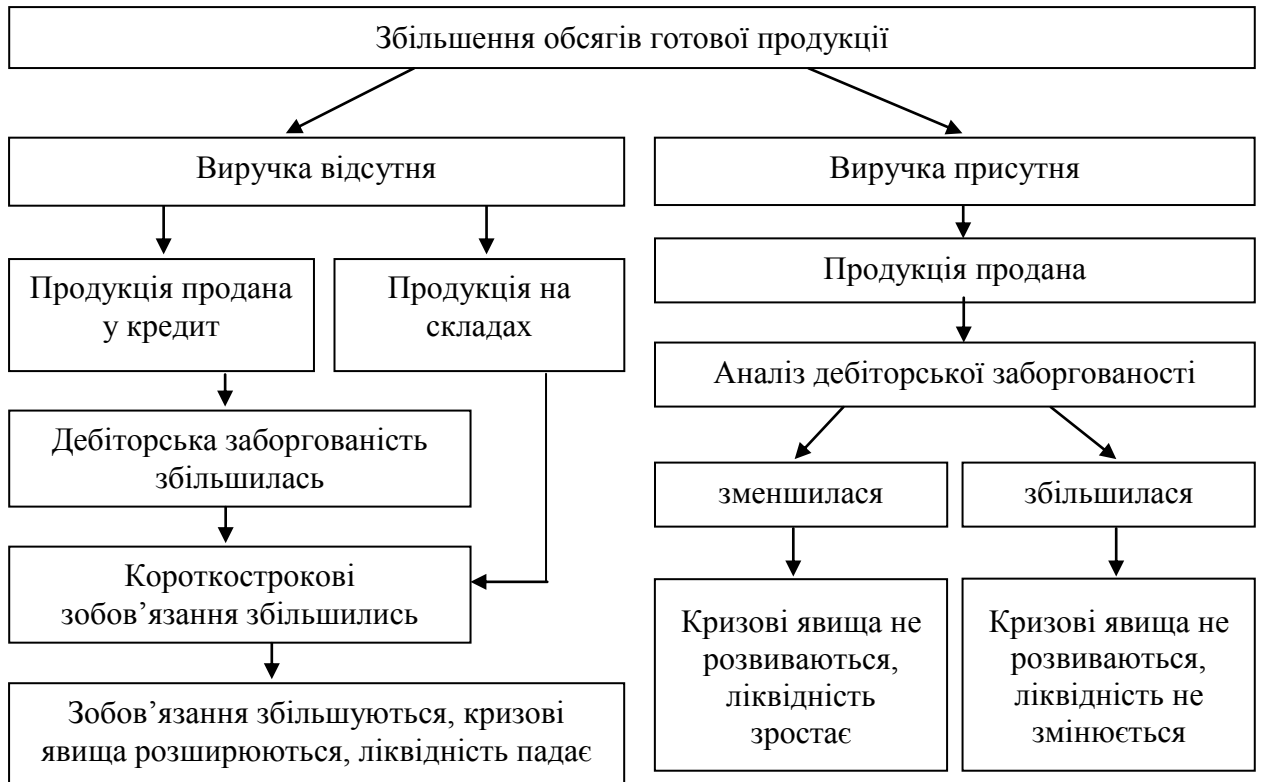 Збільшення обсягів готової продукції
Виручка відсутня
Виручка присутня
Продукція продана
у кредит
Продукція на
складах
Продукція продана
Аналіз дебіторської заборгованості
Дебіторська заборгованість
збільшилась
зменшилася
збільшилася
Короткострокові
зобов’язання збільшились
Кризові явища не
розвиваються,
ліквідність
зростає
Кризові явища не
розвиваються,
ліквідність не
змінюється
Зобов’язання збільшуються, кризові
явища розширюються, ліквідність падає